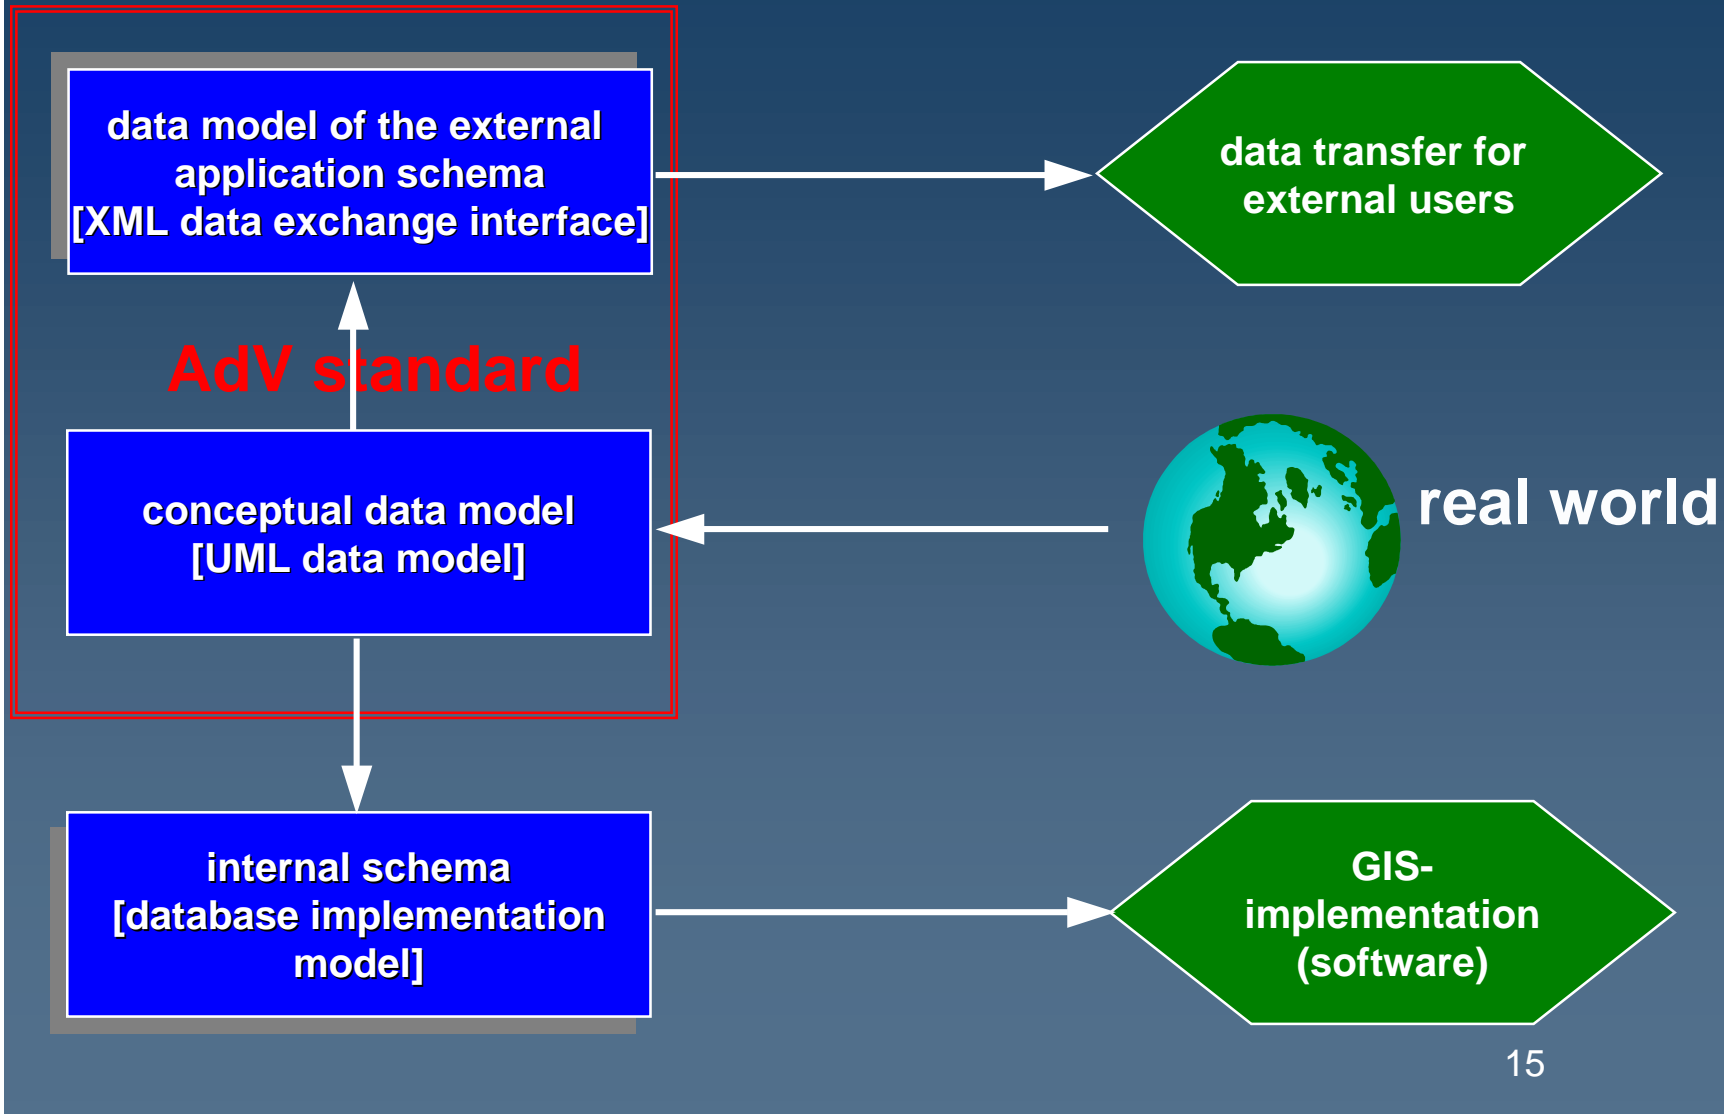 data model of the external
application schema
[XML data exchange interface]
data transfer for
external users
AdV standard
conceptual data model
[UML data model]
real world
internal schema
[database implementation
model]
GIS-
implementation
(software)
15